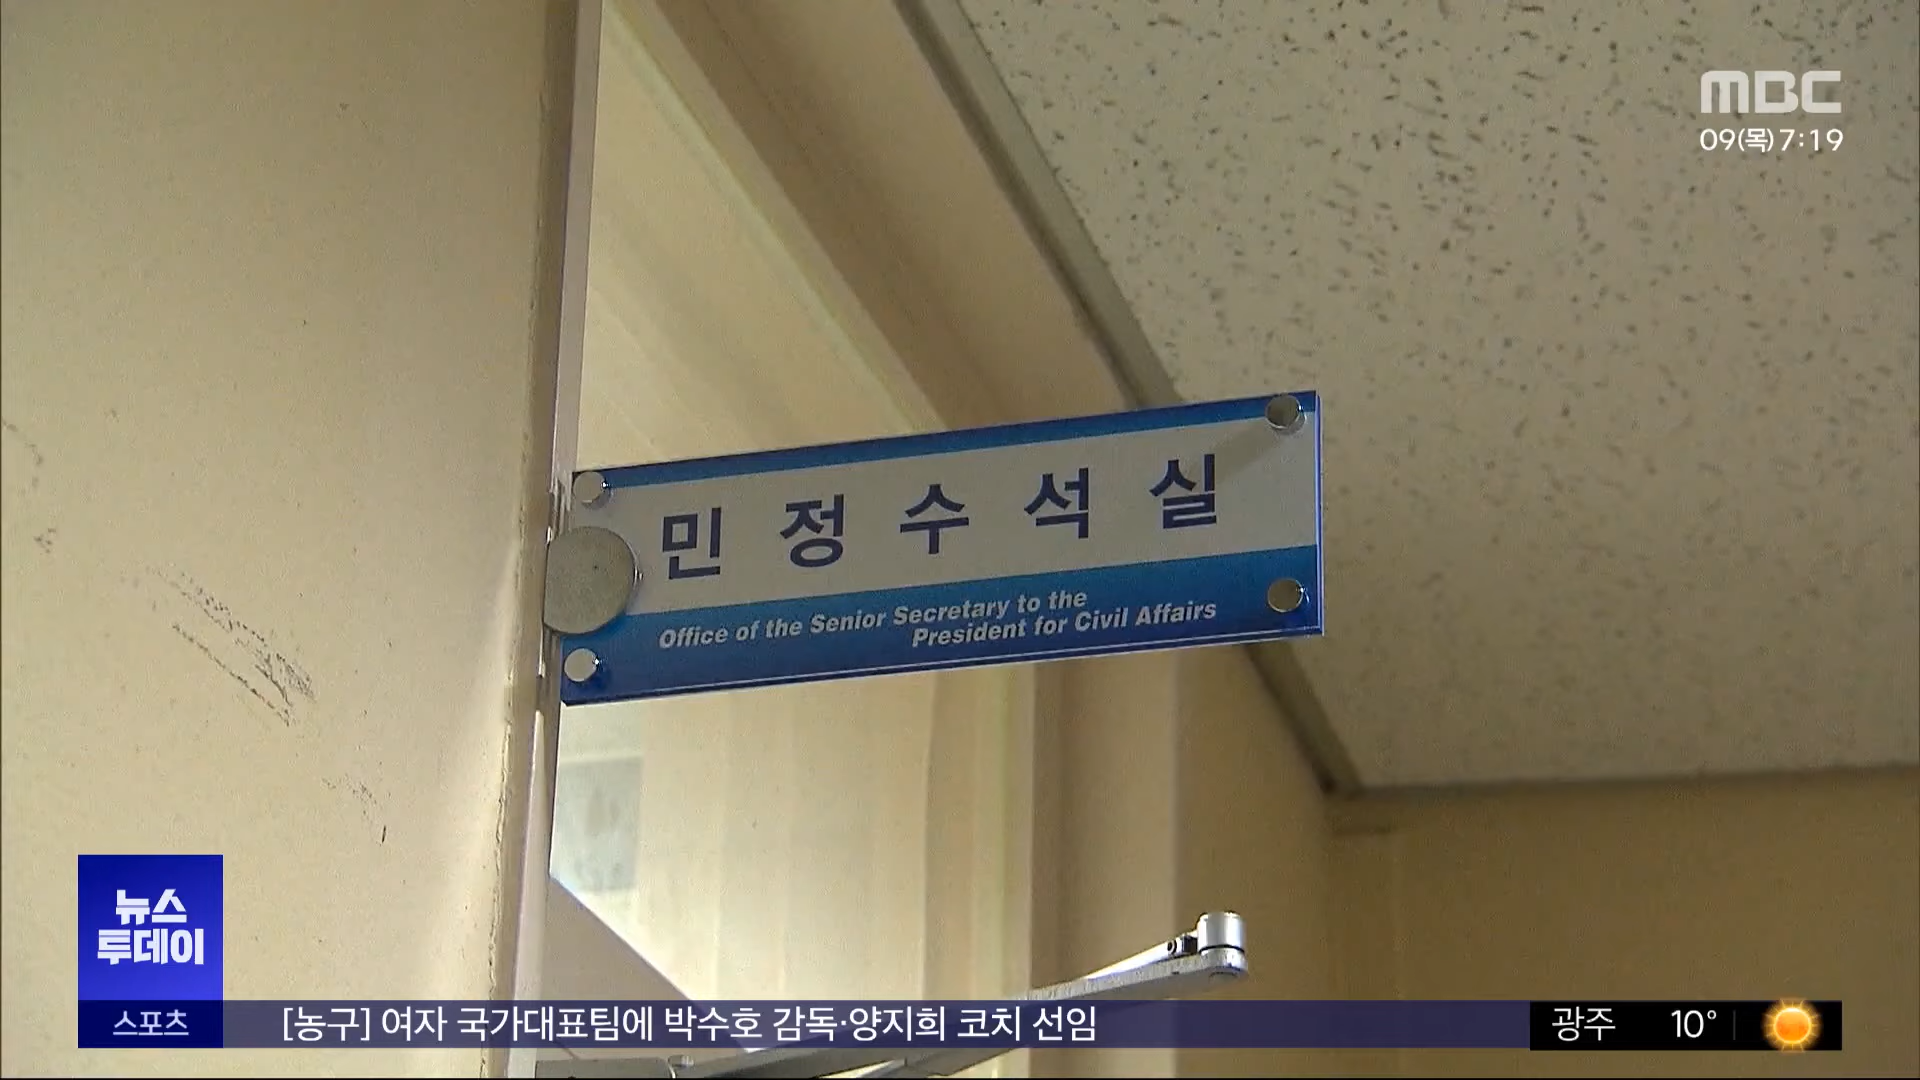 MBC
09(목) 7:19
민정수석실
Office of the Senior Secretary to the
President for Civil Affairs
뉴스
투데이
스포츠
[농구] 여자 국가대표팀에 박수호 감독·양지희 코치 선임
광주 10°